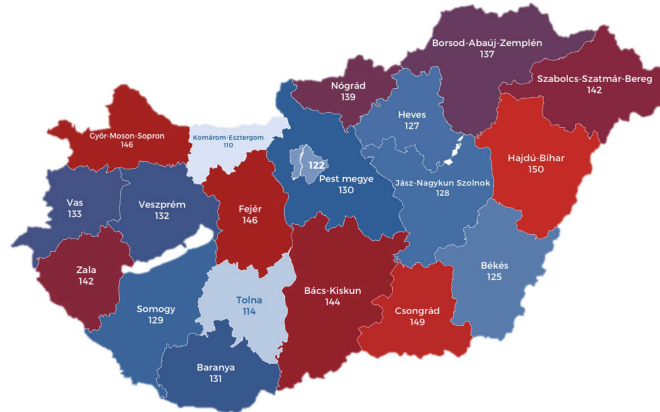 Borsod-Abaúj-Zemplén
137
Szabolcs-Szatmár-Bereg
142
Nógrád
139
Heves
127
Győr-Moson-Sopron
146
Komárom-Esztergom
110
Hajdú-Bihar
150
122
Pest megye
130
Jász-Nagykun Szolnok
128
Vas
133
Veszprém
132
Fejér
146
Zala
142
Békés
125
Tolna
114
Bács-Kiskun
144
Somogy
129
Csongrád
149
Baranya
131